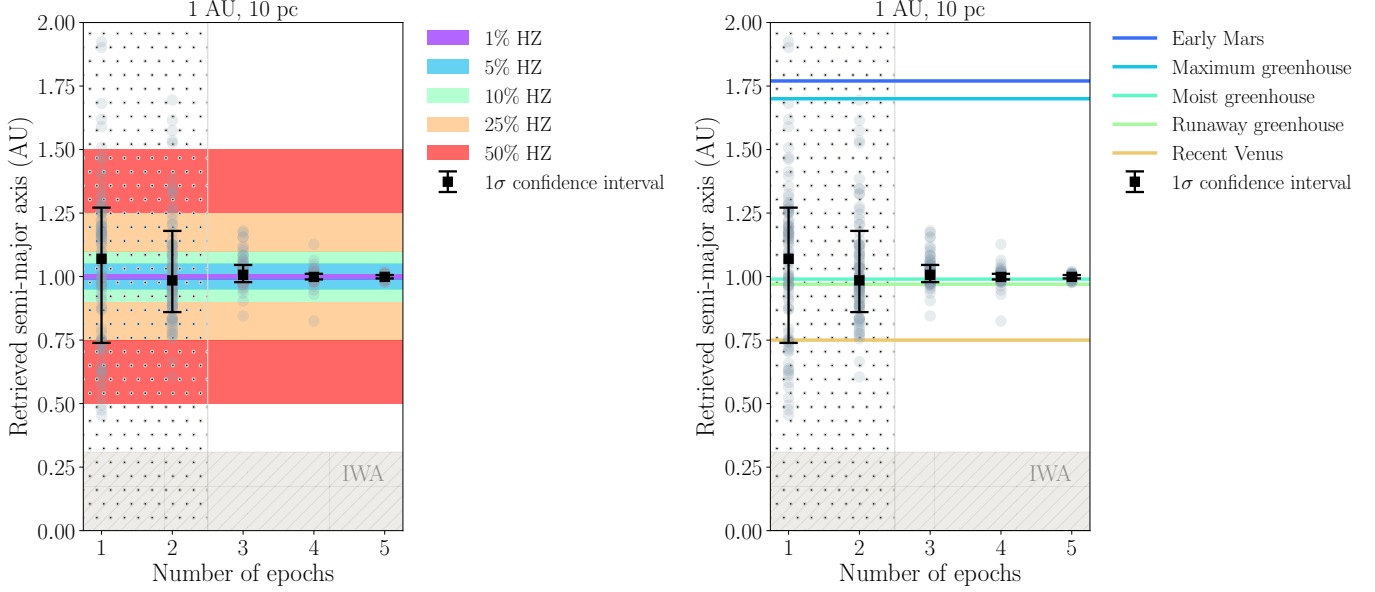 1 AU, 10 pc
Retrieved semi-major axis (AU)
2.00
1.75
1.50
1.25
1.00
0.75
0.50
0.25
0.00
IWA
1 2 3 4 5
Number of epochs
1% HZ
5% HZ
10% HZ
25% HZ
50% HZ
1σ confidence interval
1 AU, 10 pc
Retrieved semi-major axis (AU)
2.00
1.75
1.50
1.25
1.00
0.75
0.50
0.25
0.00
IWA
1 2 3 4 5
Number of epochs
Early Mars
Maximum greenhouse
Moist greenhouse
Runaway greenhouse
Recent Venus
1σ confidence interval